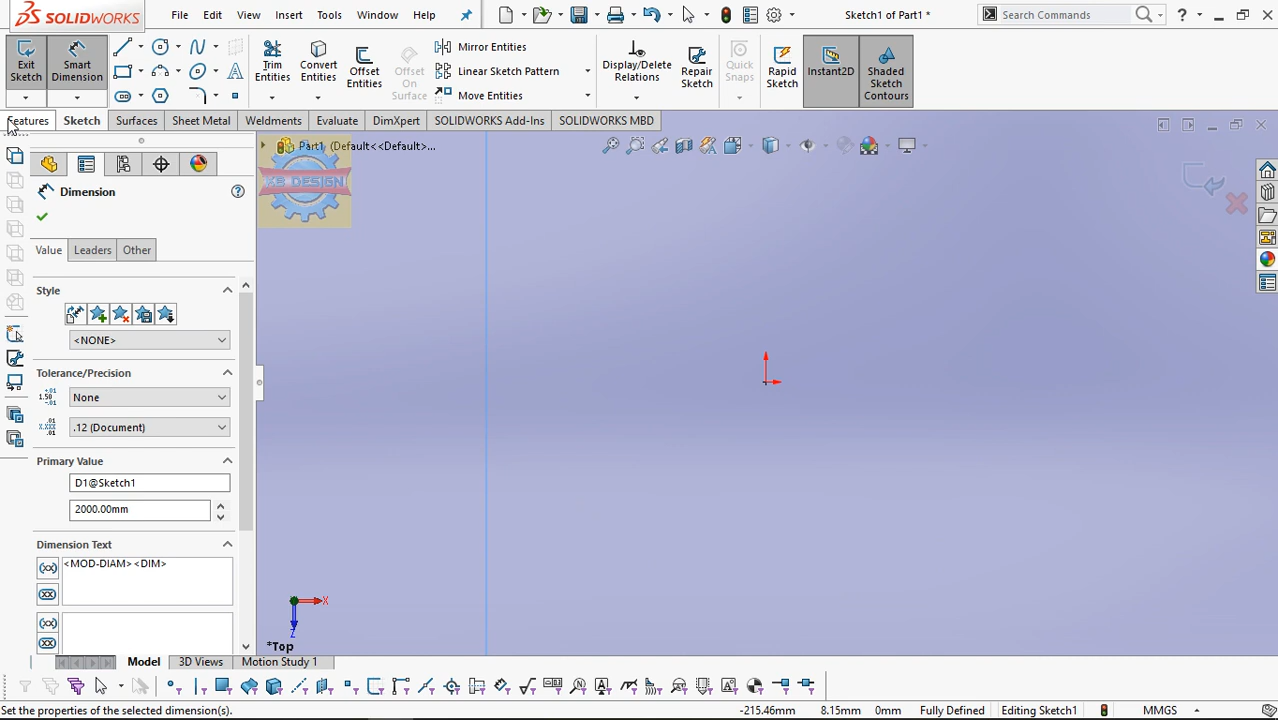 SOLIDWORKS File Edit View Insert Tools Window Help Sketch1 of Part1 * Search Commands ?
Exit Sketch Smart Dimension Trim Entities Convert Entities Offset Entities Offset On Surface Mirror Entities Linear Sketch Pattern Move Entities Display/Delete Relations Repair Sketch Quick Snaps Rapid Sketch Instant2D Shaded Sketch Contours
Features Sketch Surfaces Sheet Metal Weldments Evaluate DimXpert SOLIDWORKS Add-Ins SOLIDWORKS MBD
Part1 (Default<<Default>...
DESIGN
Dimension
Value Leaders Other
Style
<NONE>
Tolerance/Precision
None
.12 (Document)
Primary Value
D1@Sketch1
2000.00mm
Dimension Text
<MOD-DIAM><DIM>
X
Z
*Top
Model 3D Views Motion Study 1
Set the properties of the selected dimension(s). -215.46mm 8.15mm 0mm Fully Defined Editing Sketch1 MMGS